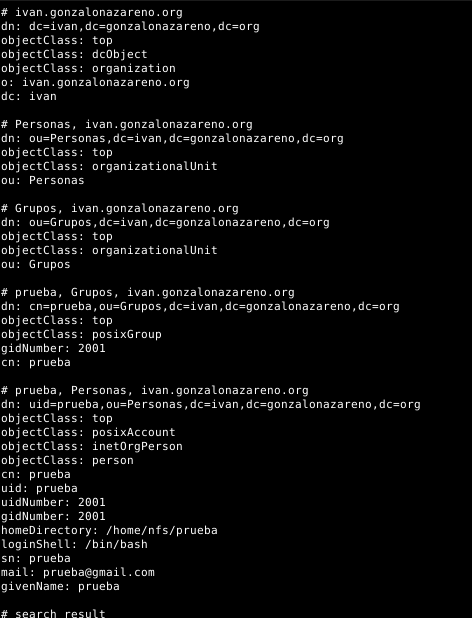 # ivan.gonzalonazareno.org
dn: dc=ivan,dc=gonzalonazareno,dc=org
objectClass: top
objectClass: dcObject
objectClass: organization
o: ivan.gonzalonazareno.org
dc: ivan

# Personas, ivan.gonzalonazareno.org
dn: ou=Personas,dc=ivan,dc=gonzalonazareno,dc=org
objectClass: top
objectClass: organizationalUnit
ou: Personas

# Grupos, ivan.gonzalonazareno.org
dn: ou=Grupos,dc=ivan,dc=gonzalonazareno,dc=org
objectClass: top
objectClass: organizationalUnit
ou: Grupos

# prueba, Grupos, ivan.gonzalonazareno.org
dn: cn=prueba,ou=Grupos,dc=ivan,dc=gonzalonazareno,dc=org
objectClass: top
objectClass: posixGroup
gidNumber: 2001
cn: prueba

# prueba, Personas, ivan.gonzalonazareno.org
dn: uid=prueba,ou=Personas,dc=ivan,dc=gonzalonazareno,dc=org
objectClass: top
objectClass: posixAccount
objectClass: inetOrgPerson
objectClass: person
cn: prueba
uid: prueba
uidNumber: 2001
gidNumber: 2001
homeDirectory: /home/nfs/prueba
loginShell: /bin/bash
sn: prueba
mail: prueba@gmail.com
givenName: prueba

# search result